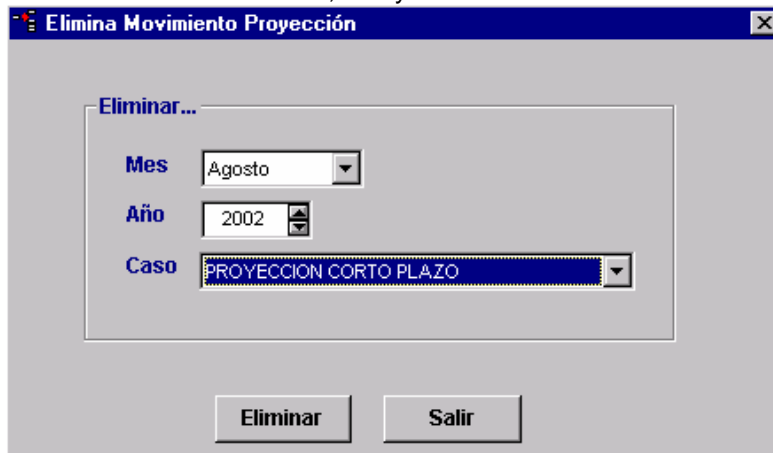 Elimina Movimiento Proyección
Eliminar...
Mes Agosto
Año 2002
Caso PROYECCION CORTO PLAZO
Eliminar Salir